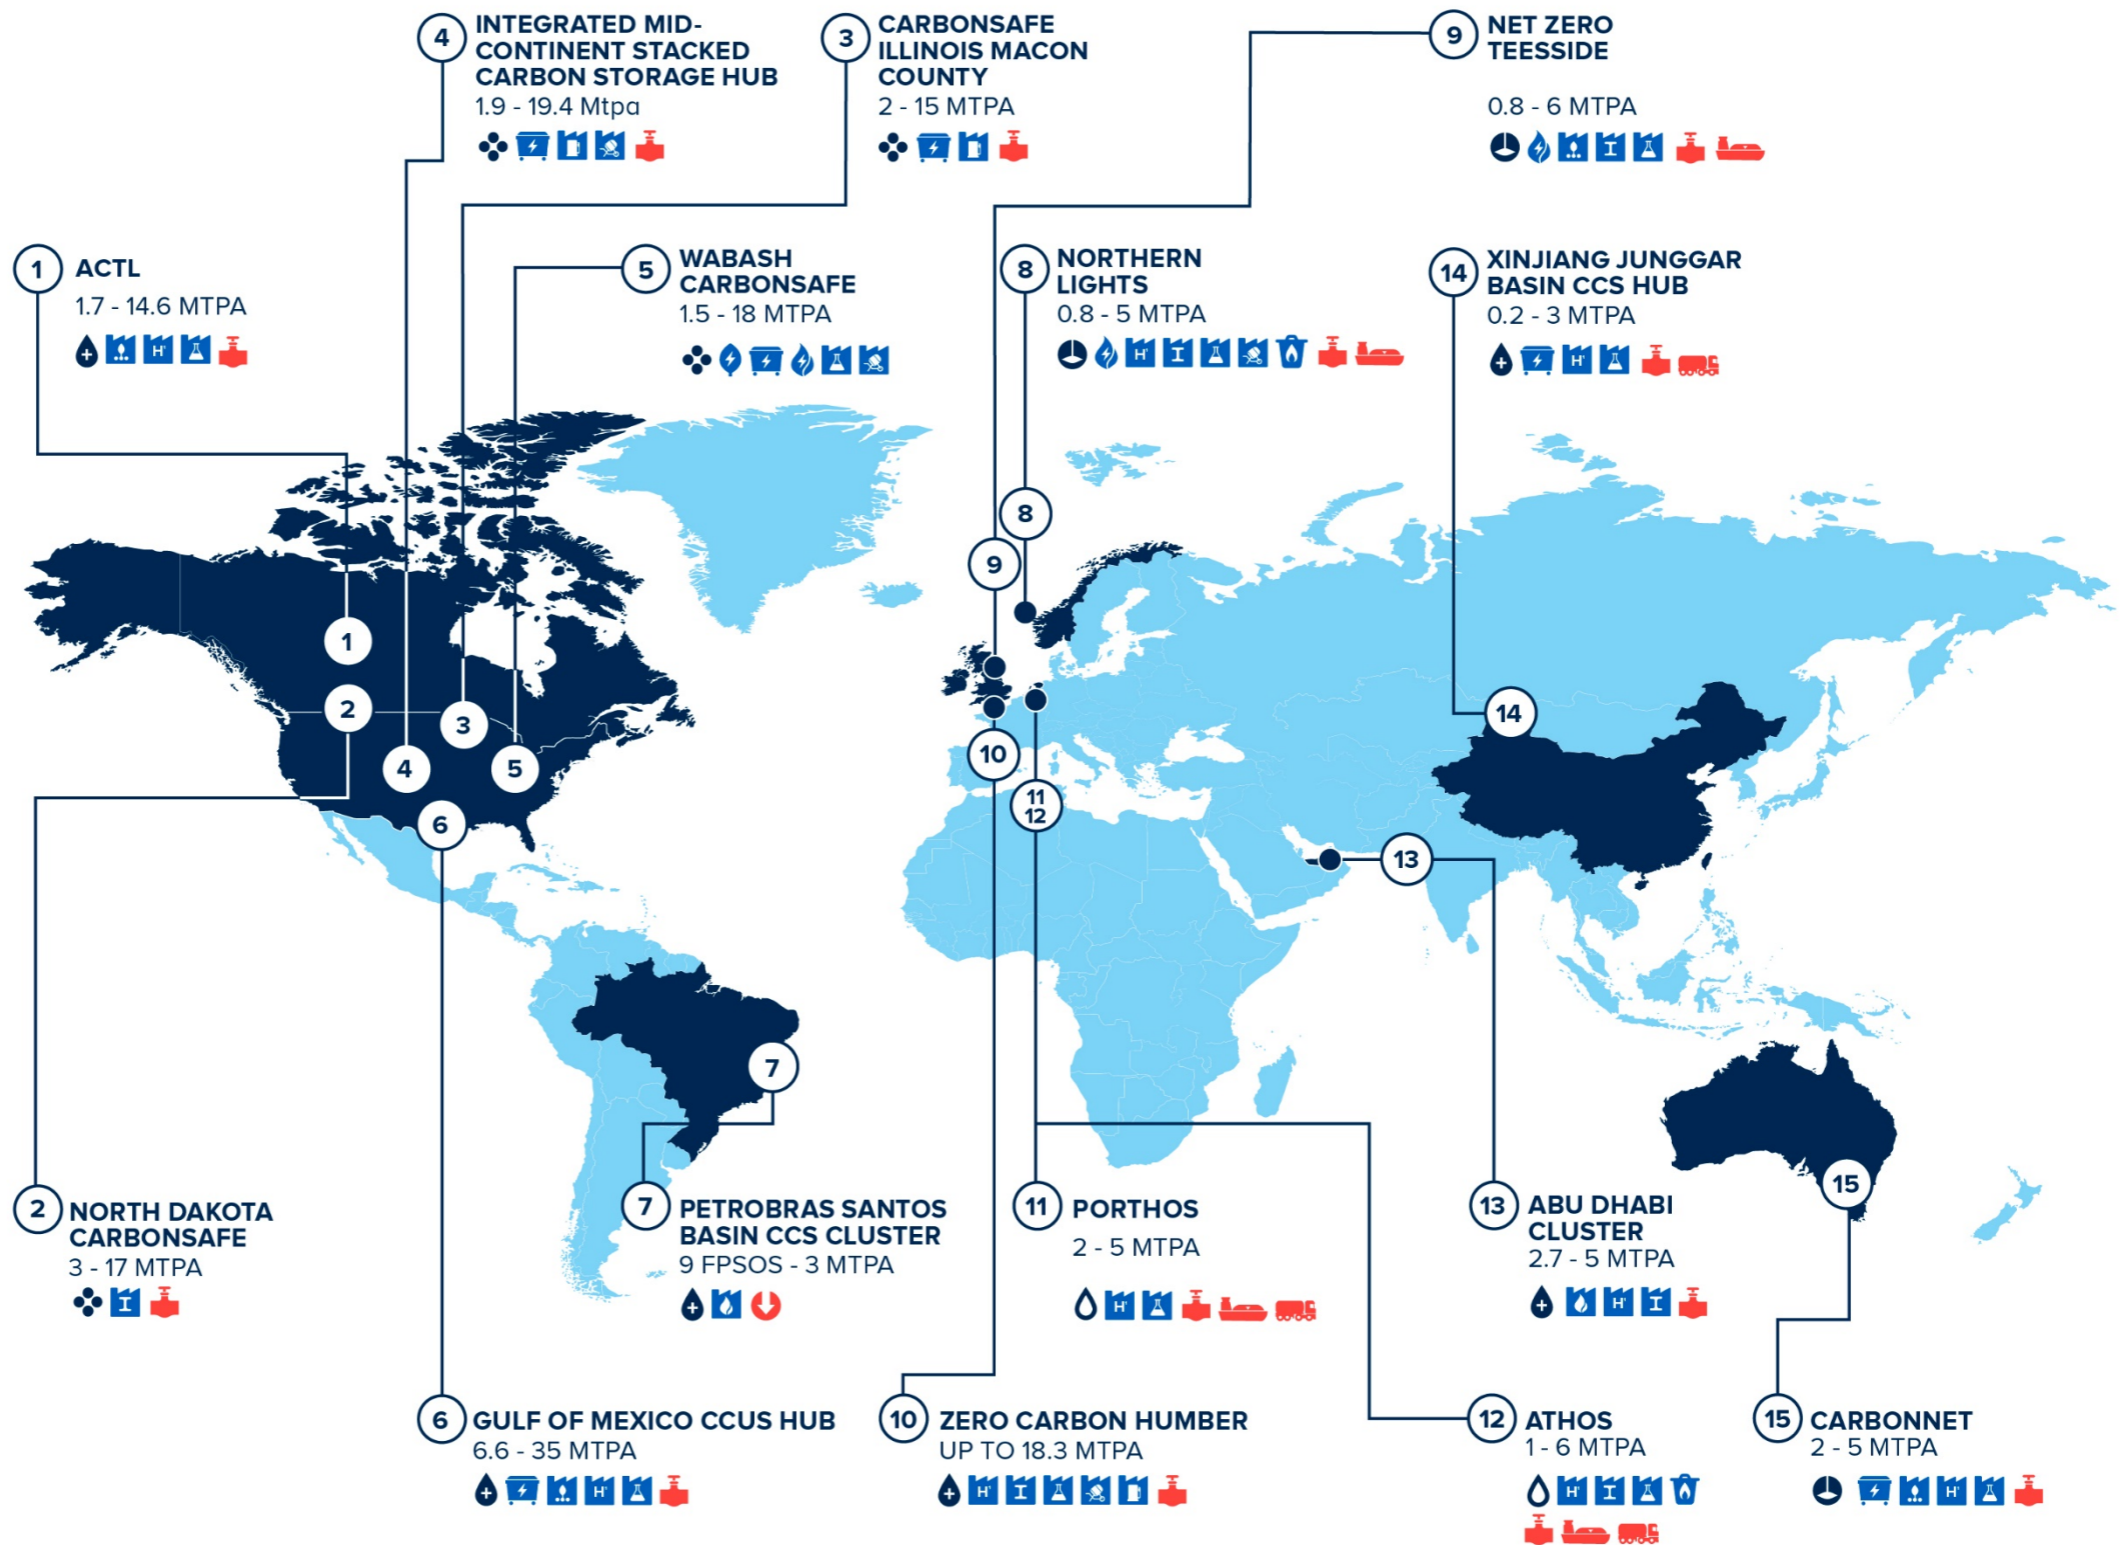 4
INTEGRATED MID-
CONTINENT STACKED
CARBON STORAGE HUB
1.9 - 19.4 Mtpa
3
CARBONSAFE
ILLINOIS MACON
COUNTY
2 - 15 MTPA
9
NET ZERO
TEESSIDE
0.8 - 6 MTPA
1
ACTL
1.7 - 14.6 MTPA
5
WABASH
CARBONSAFE
1.5 - 18 MTPA
8
NORTHERN
LIGHTS
0.8 - 5 MTPA
14
XINJIANG JUNGGAR
BASIN CCS HUB
0.2 - 3 MTPA
8
9
1
2
3
4
5
6
10
11
12
14
13
7
15
2
NORTH DAKOTA
CARBONSAFE
3 - 17 MTPA
7
PETROBRAS SANTOS
BASIN CCS CLUSTER
9 FPSOS - 3 MTPA
11
PORTHOS
2 - 5 MTPA
13
ABU DHABI
CLUSTER
2.7 - 5 MTPA
6
GULF OF MEXICO CCUS HUB
6.6 - 35 MTPA
10
ZERO CARBON HUMBER
UP TO 18.3 MTPA
12
ATHOS
1 - 6 MTPA
15
CARBONNET
2 - 5 MTPA